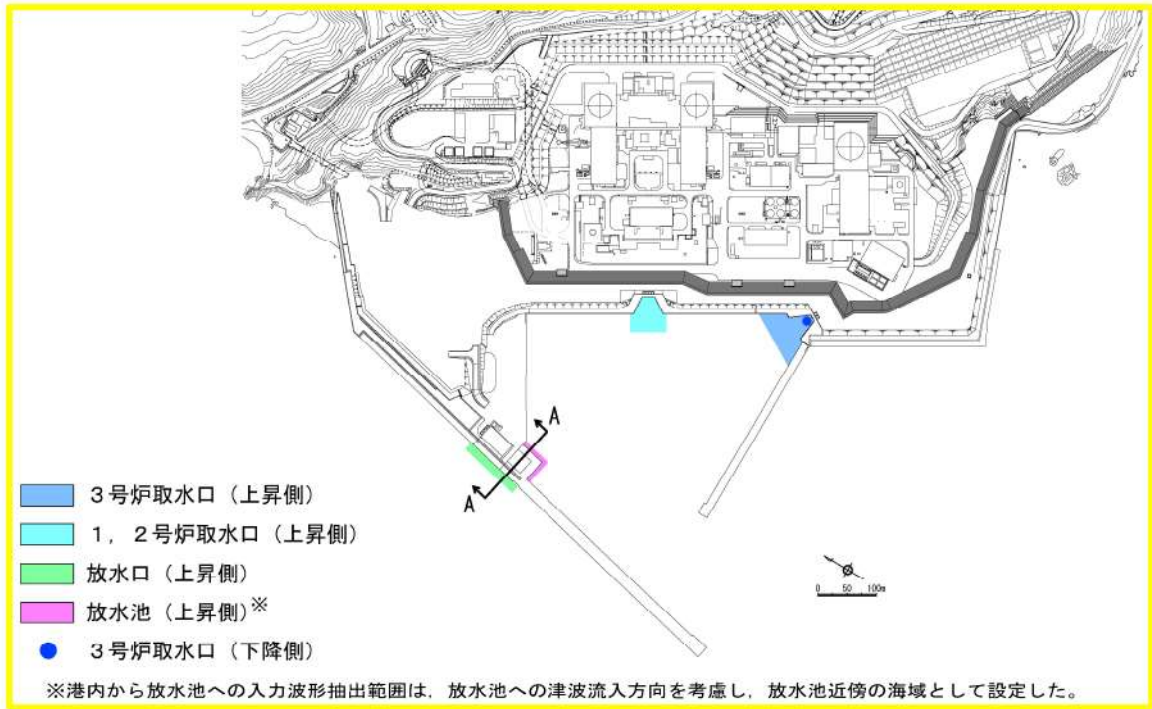 A
A
3号炉取水口（上昇側）
1，2号炉取水口（上昇側）
放水口（上昇側）
放水池（上昇側）※
3号炉取水口（下降側）
0 50 100m
※港内から放水池への入力波形抽出範囲は，放水池への津波流入方向を考慮し，放水池近傍の海域として設定した。